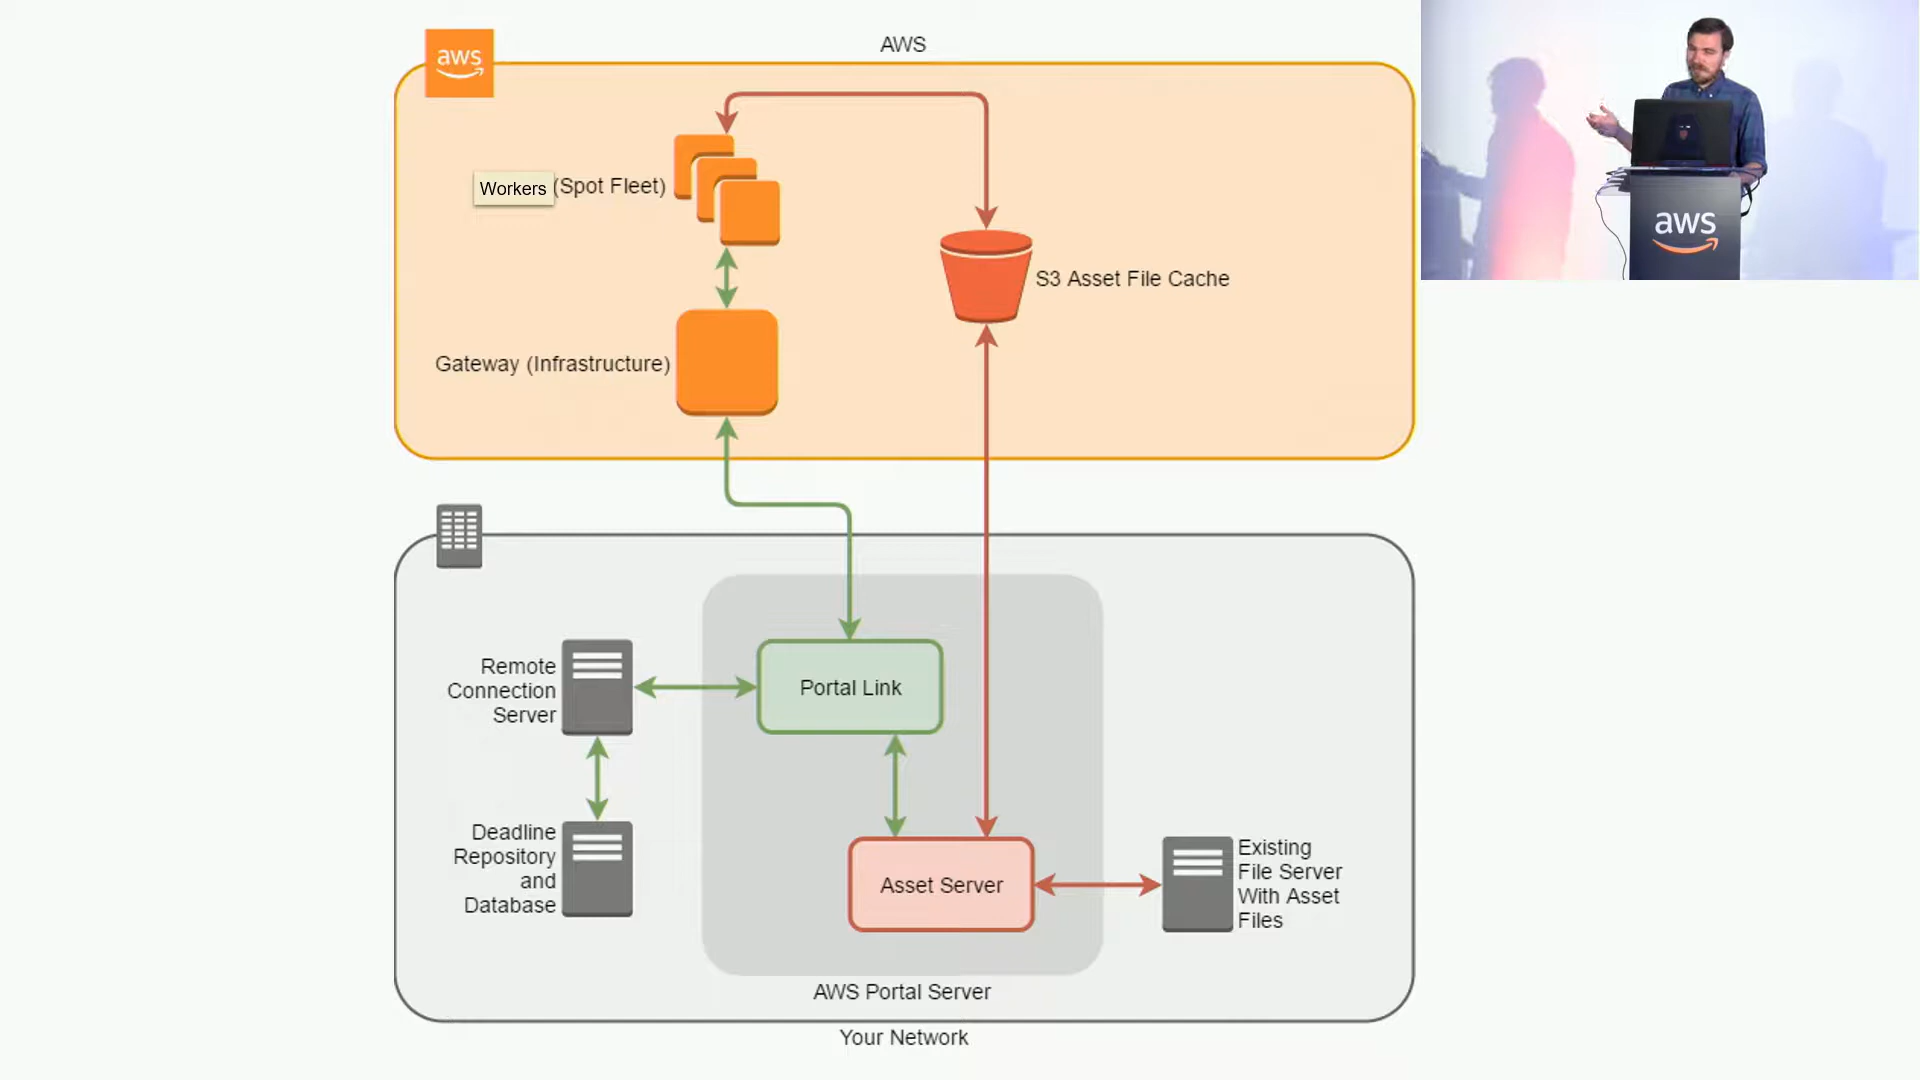 aws
AWS
Workers (Spot Fleet)
S3 Asset File Cache
Gateway (Infrastructure)
aws
Remote
Connection
Server
Portal Link
Deadline
Repository
and
Database
Asset Server
Existing
File Server
With Asset
Files
AWS Portal Server
Your Network